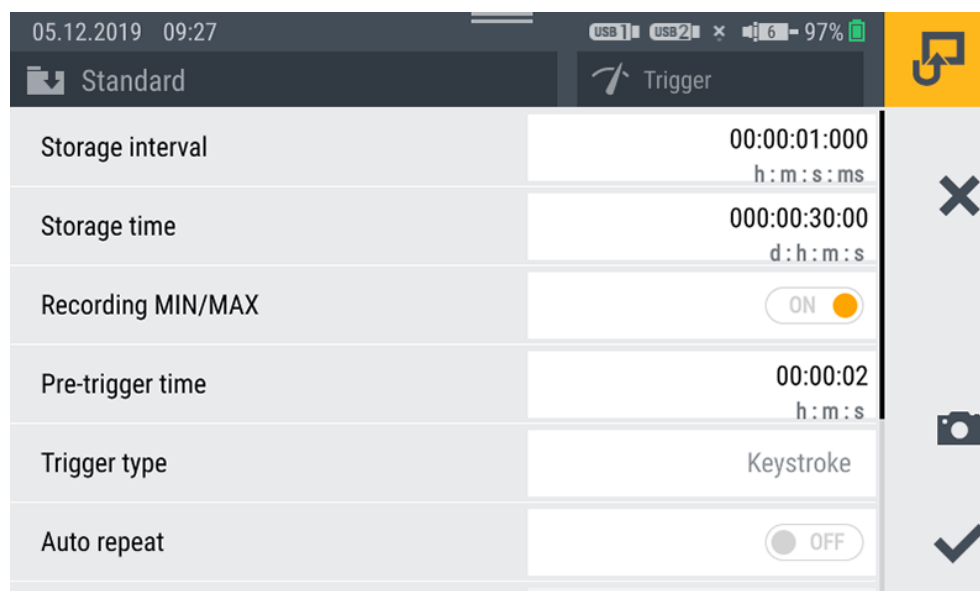 05.12.2019 09:27 USB 1 USB 2 6 97%
Standard Trigger
Storage interval 00:00:01:000
h:m:s:ms
Storage time 000:00:30:00
d:h:m:s
Recording MIN/MAX ON
Pre-trigger time 00:00:02
h:m:s
Trigger type Keystroke
Auto repeat OFF